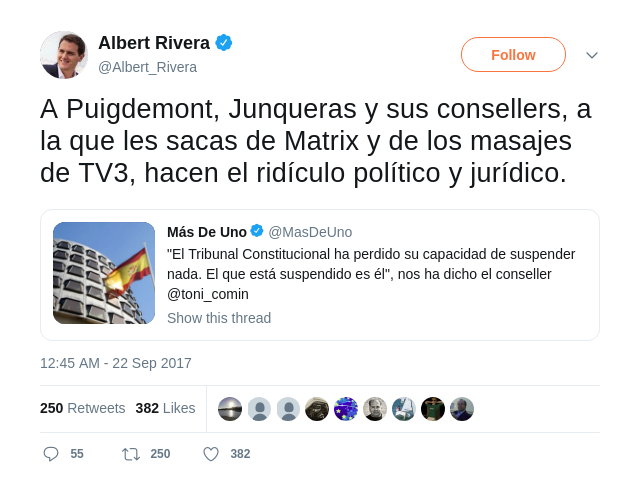 Albert Rivera
@Albert_Rivera
Follow
A Puigdemont, Junqueras y sus consellers, a
la que les sacas de Matrix y de los masajes
de TV3, hacen el ridículo político y jurídico.
Más De Uno @MasDeUno
"El Tribunal Constitucional ha perdido su capacidad de suspender
nada. El que está suspendido es él", nos ha dicho el conseller
@toni_comin
Show this thread
12:45 AM - 22 Sep 2017
250 Retweets 382 Likes
55 250 382